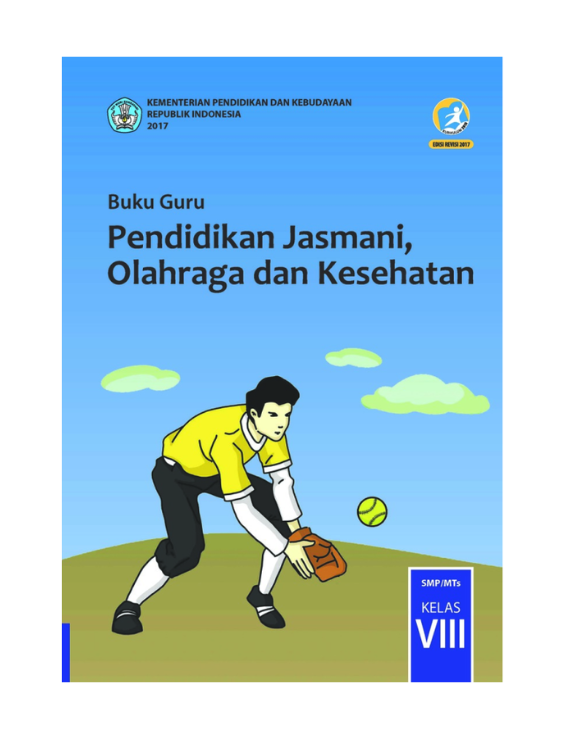 KEMENTERIAN PENDIDIKAN DAN KEBUDAYAAN
REPUBLIK INDONESIA
2017
EDISI REVISI 2017
Buku Guru
Pendidikan Jasmani,
Olahraga dan Kesehatan
SMP/MTs
KELAS
VIII